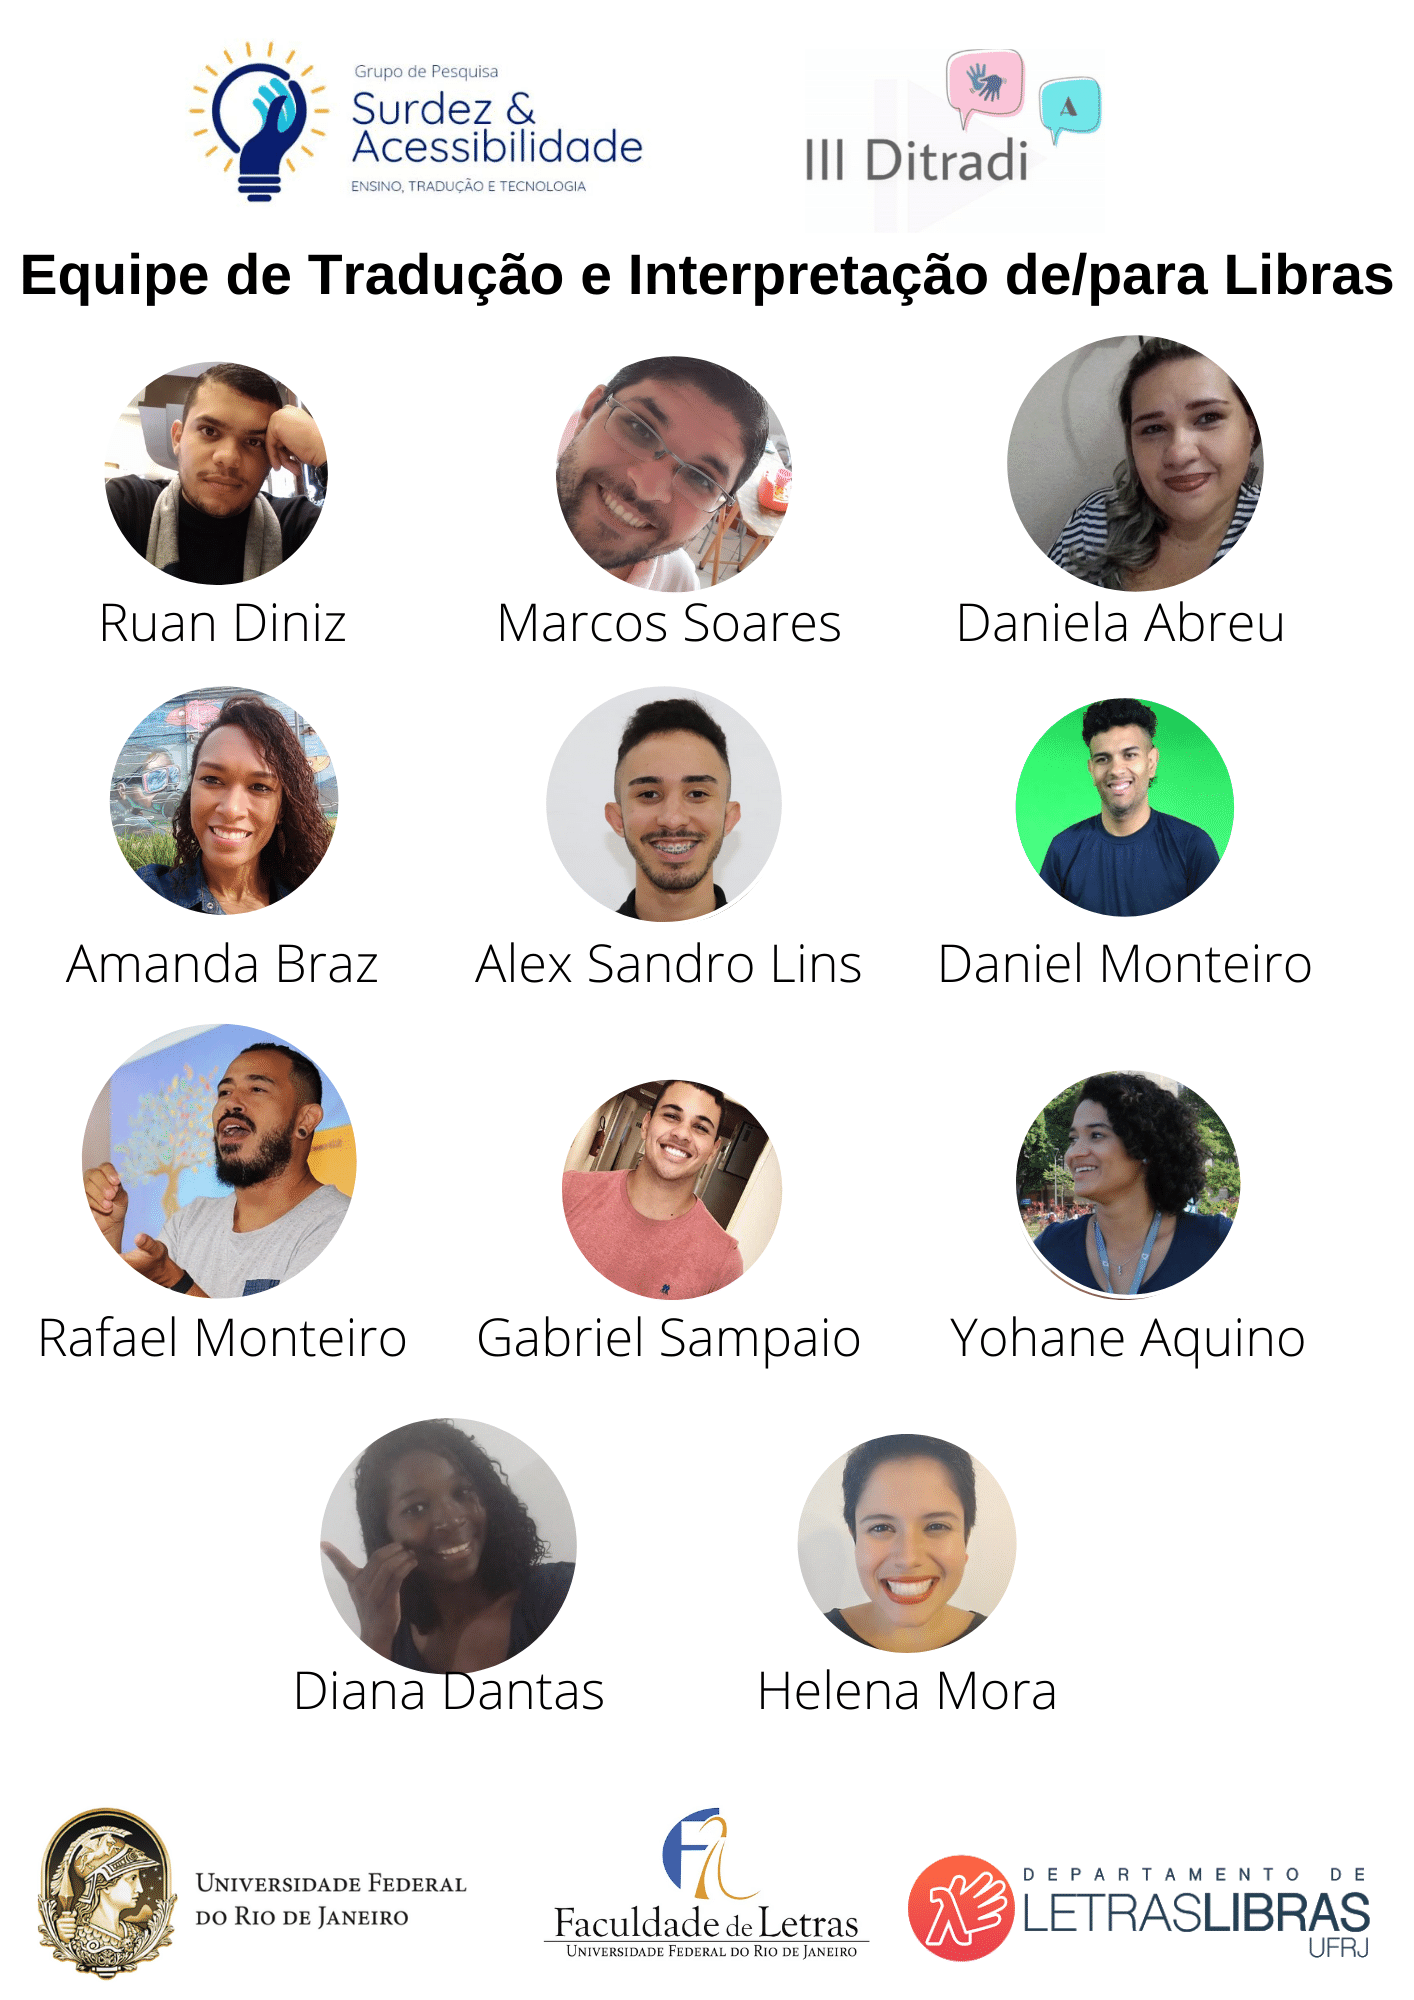 Grupo de Pesquisa
Surdez &
Acessibilidade
ENSINO, TRADUÇÃO E TECNOLOGIA
A
III Ditradi
Equipe de Tradução e Interpretação de/para Libras
Ruan Diniz
Marcos Soares
Daniela Abreu
Amanda Braz
Alex Sandro Lins
Daniel Monteiro
Rafael Monteiro
Gabriel Sampaio
Yohane Aquino
Diana Dantas
Helena Mora
UNIVERSIDADE FEDERAL
DO RIO DE JANEIRO
Faculdade de Letras
UNIVERSIDADE FEDERAL DO RIO DE JANEIRO
DEPARTAMENTO DE
LETRASLIBRAS
UFRJ